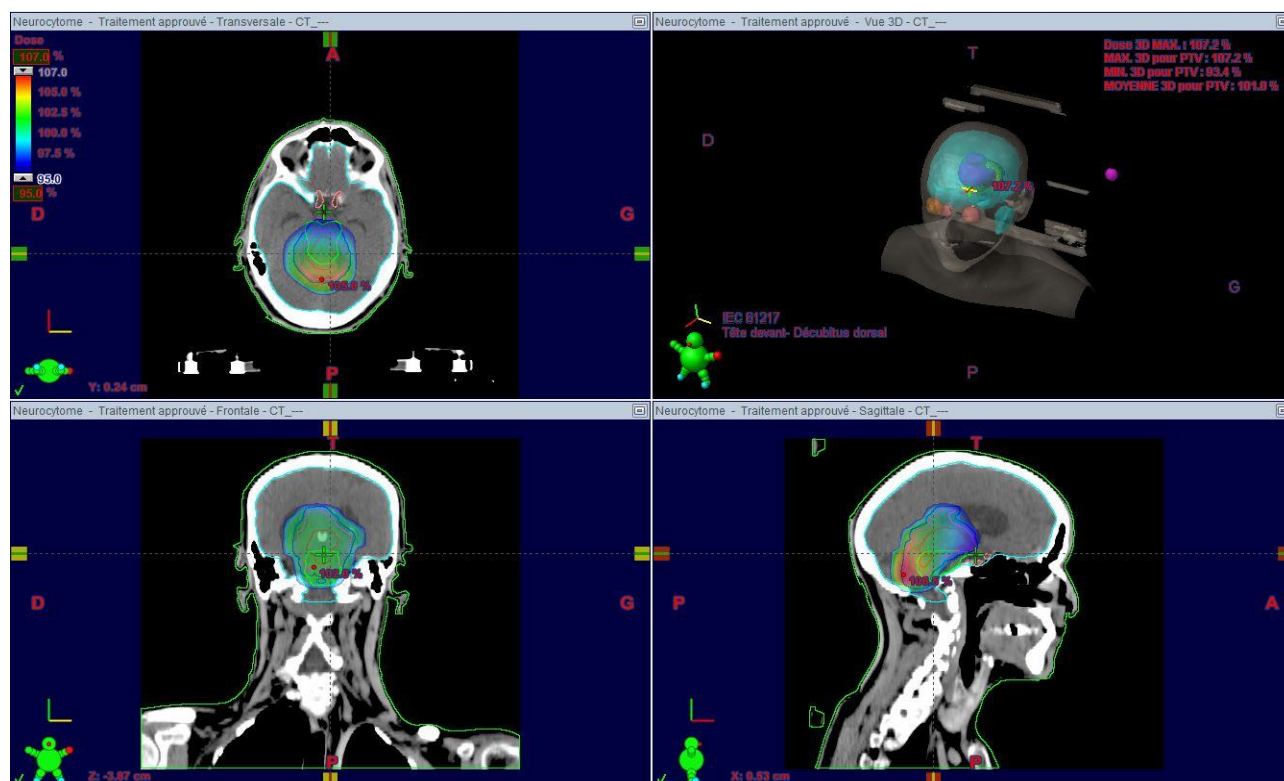 Neurocytome - Traitement approuvé - Transversale - CT_---
Dose
107.0 %
107.0
105.0 %
102.5 %
100.0 %
97.5 %
95.0
95.0 %
A
D
G
105.8 %
P
Y: 0.24 cm
Neurocytome - Traitement approuvé - Vue 3D - CT_---
Dose 3D MAX. : 107.2 %
MAX. 3D pour PTV : 107.2 %
MIN. 3D pour PTV : 93.4 %
MOYENNE 3D pour PTV : 101.0 %
T
D
107.2 %
G
IEC 61217
Tête devant- Décubitus dorsal
P
Neurocytome - Traitement approuvé - Frontale - CT_---
T
D
G
P
Z: -3.87 cm
Neurocytome - Traitement approuvé - Sagittale - CT_---
T
P
A
P
X: 0.53 cm